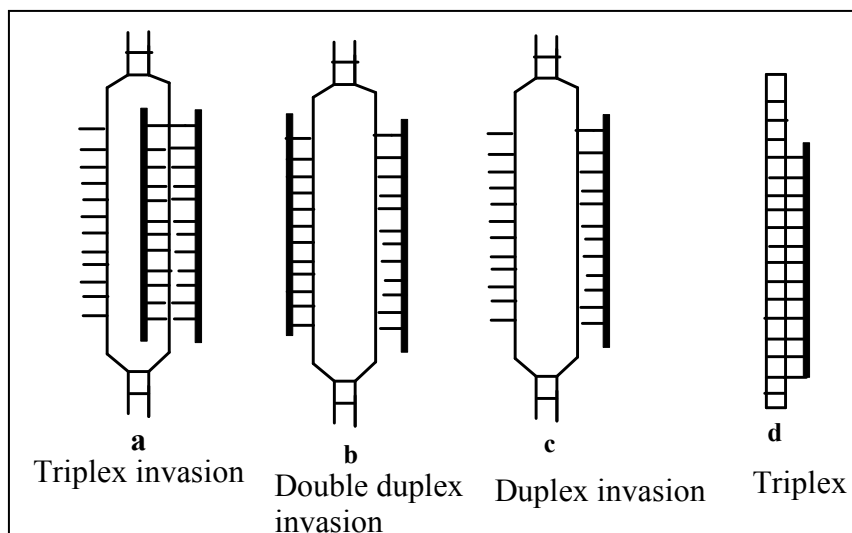 a
Triplex invasion
b
Double duplex
invasion
c
Duplex invasion
d
Triplex